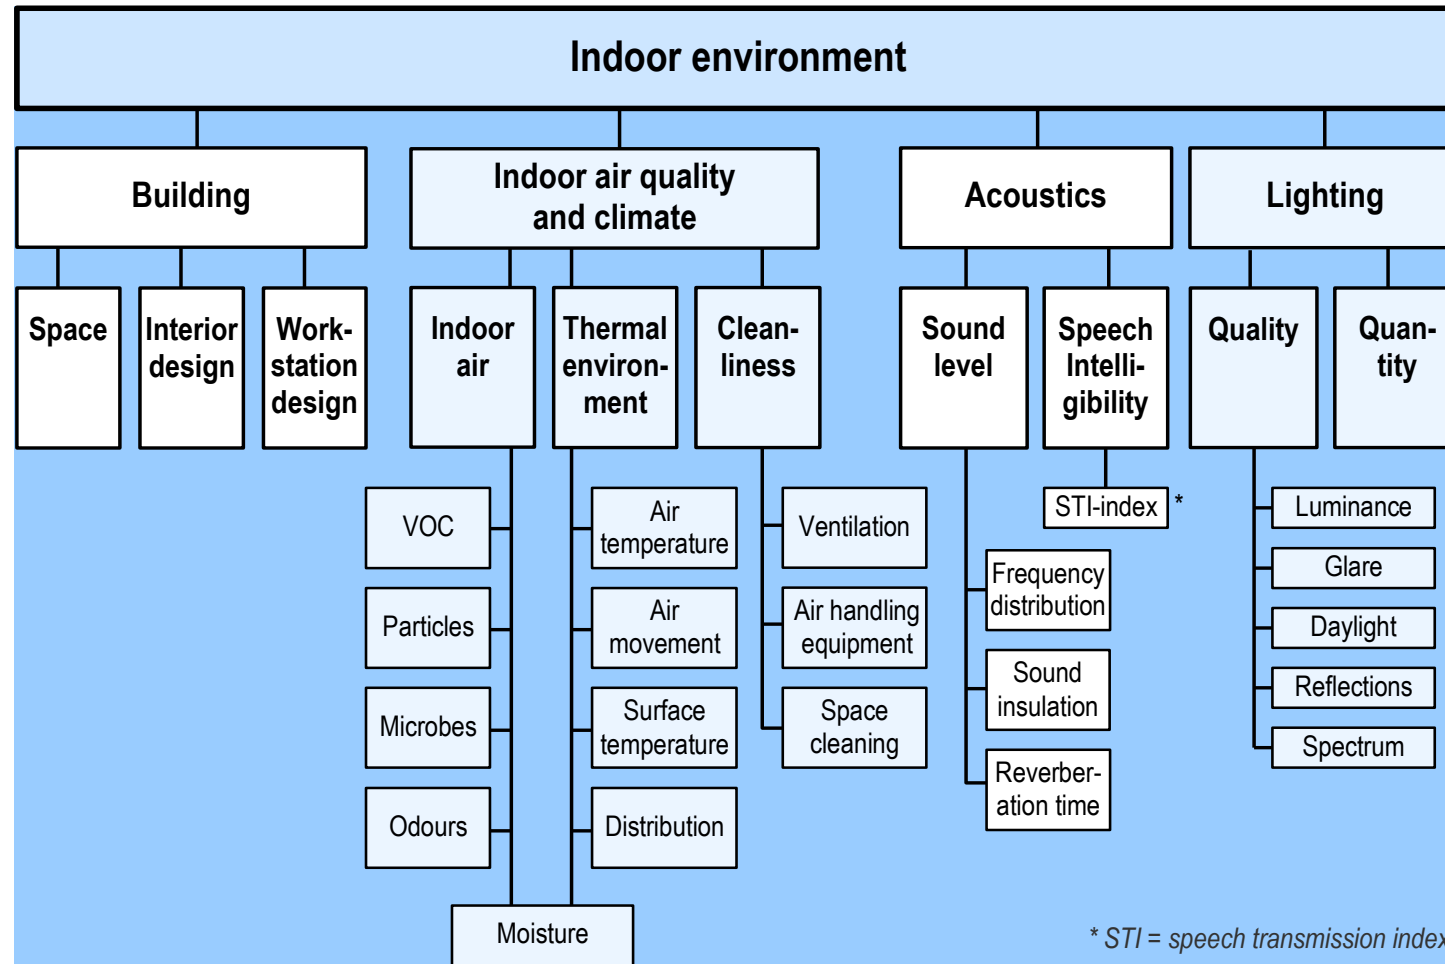 Indoor environment
Building
Indoor air quality
and climate
Acoustics
Lighting
Space
Interior
design
Work-
station
design
Indoor
air
Thermal
environ-
ment
Clean-
liness
Sound
level
Speech
Intelli-
gibility
Quality
Quan-
tity
VOC
Particles
Microbes
Odours
Air
temperature
Air
movement
Surface
temperature
Distribution
Moisture
Ventilation
Air handling
equipment
Space
cleaning
Frequency
distribution
Sound
insulation
Reverber-
ation time
STI-index *
Luminance
Glare
Daylight
Reflections
Spectrum
* STI = speech transmission index